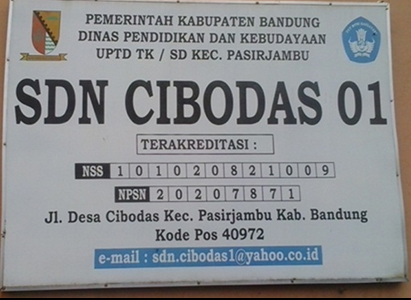 PEMERINTAH KABUPATEN BANDUNG
DINAS PENDIDIKAN DAN KEBUDAYAAN
UPTD TK / SD KEC. PASIRJAMBU
SDN CIBODAS 01
TERAKREDITASI :
NSS 101020821009
NPSN 20207871
Jl. Desa Cibodas Kec. Pasirjambu Kab. Bandung
Kode Pos 40972
e-mail : sdn.cibodas1@yahoo.co.id